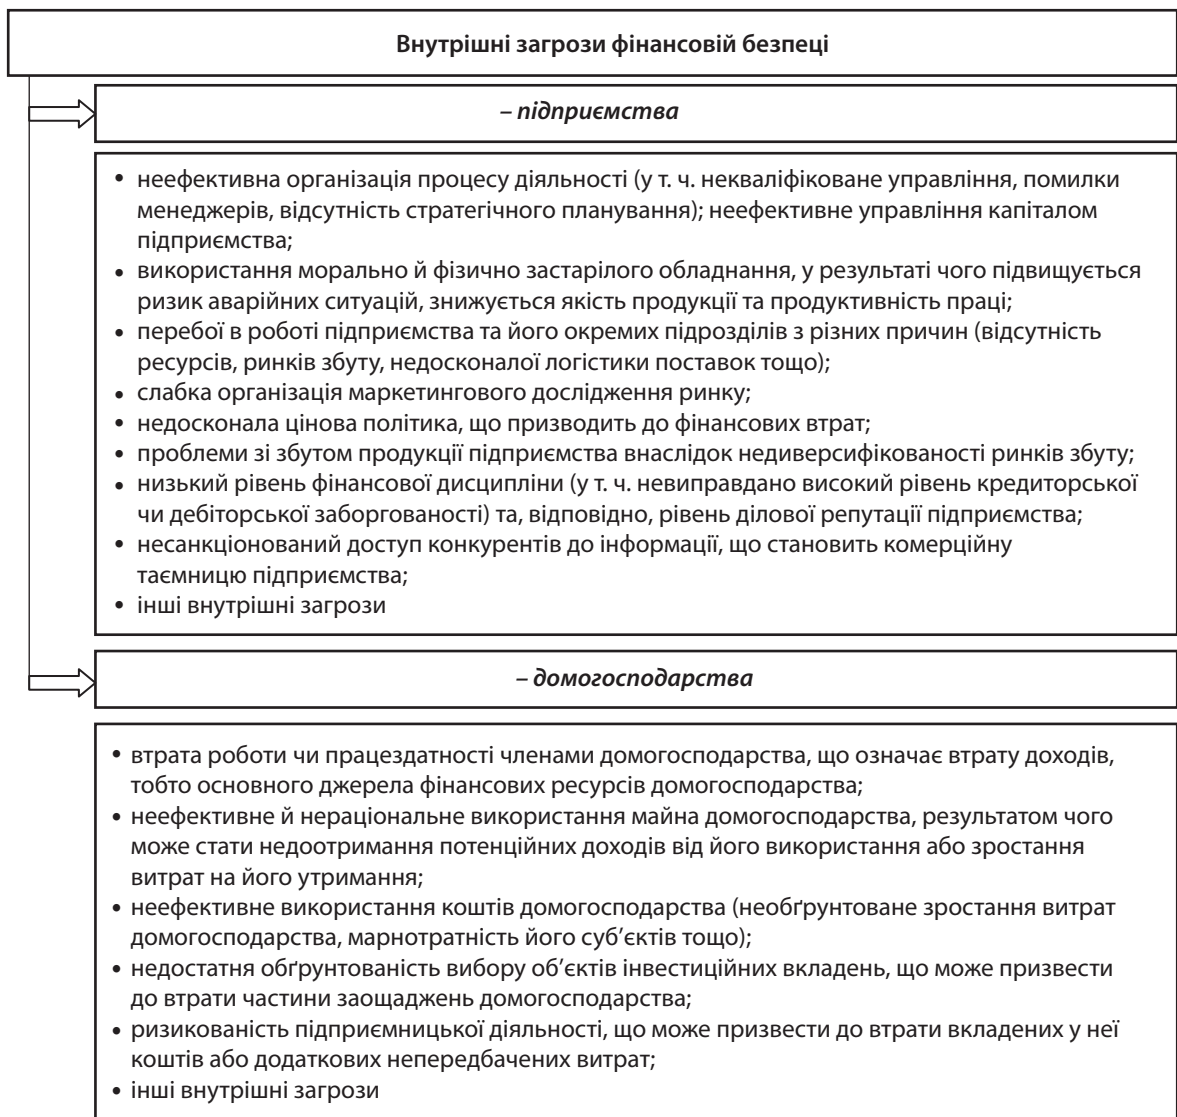 Внутрішні загрози фінансовій безпеці
– підприємства
• неефективна організація процесу діяльності (у т. ч. некваліфіковане управління, помилки
менеджерів, відсутність стратегічного планування); неефективне управління капіталом
підприємства;
• використання морально й фізично застарілого обладнання, у результаті чого підвищується
ризик аварійних ситуацій, знижується якість продукції та продуктивність праці;
• перебої в роботі підприємства та його окремих підрозділів з різних причин (відсутність
ресурсів, ринків збуту, недосконалої логістики поставок тощо);
• слабка організація маркетингового дослідження ринку;
• недосконала цінова політика, що призводить до фінансових втрат;
• проблеми зі збутом продукції підприємства внаслідок недиверсифікованості ринків збуту;
• низький рівень фінансової дисципліни (у т. ч. невиправдано високий рівень кредиторської
чи дебіторської заборгованості) та, відповідно, рівень ділової репутації підприємства;
• несанкціонований доступ конкурентів до інформації, що становить комерційну
таємницю підприємства;
• інші внутрішні загрози
– домогосподарства
• втрата роботи чи працездатності членами домогосподарства, що означає втрату доходів,
тобто основного джерела фінансових ресурсів домогосподарства;
• неефективне й нераціональне використання майна домогосподарства, результатом чого
може стати недоотримання потенційних доходів від його використання або зростання
витрат на його утримання;
• неефективне використання коштів домогосподарства (необґрунтоване зростання витрат
домогосподарства, марнотратність його суб’єктів тощо);
• недостатня обґрунтованість вибору об’єктів інвестиційних вкладень, що може призвести
до втрати частини заощаджень домогосподарства;
• ризикованість підприємницької діяльності, що може призвести до втрати вкладених у неї
коштів або додаткових непередбачених витрат;
• інші внутрішні загрози